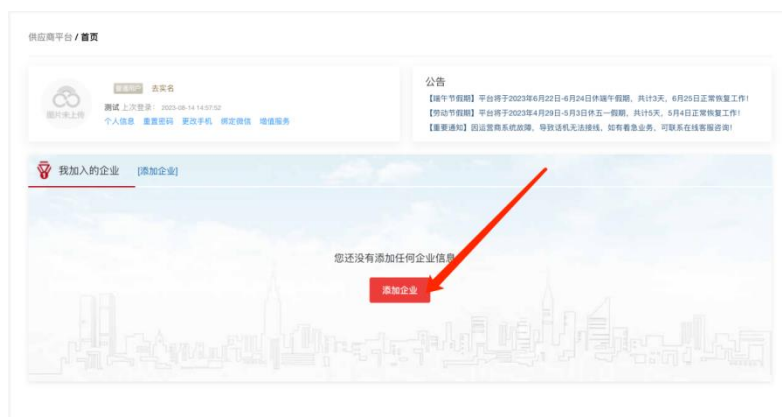 供应商平台 / 首页
普通用户 去实名
测试 上次登录： 2023-08-14 14:57:52
图片未上传
个人信息 重置密码 更改手机 绑定微信 增值服务
公告
【端午节假期】平台将于2023年6月22日-6月24日休端午假期，共计3天，6月25日正常恢复工作!
【劳动节假期】平台将于2023年4月29日-5月3日休五一假期，共计5天，5月4日正常恢复工作!
【重要通知】因运营商系统故障，导致话机无法接线，如有着急业务，可联系在线客服咨询!
我加入的企业 [添加企业]
您还没有添加任何企业信息
添加企业